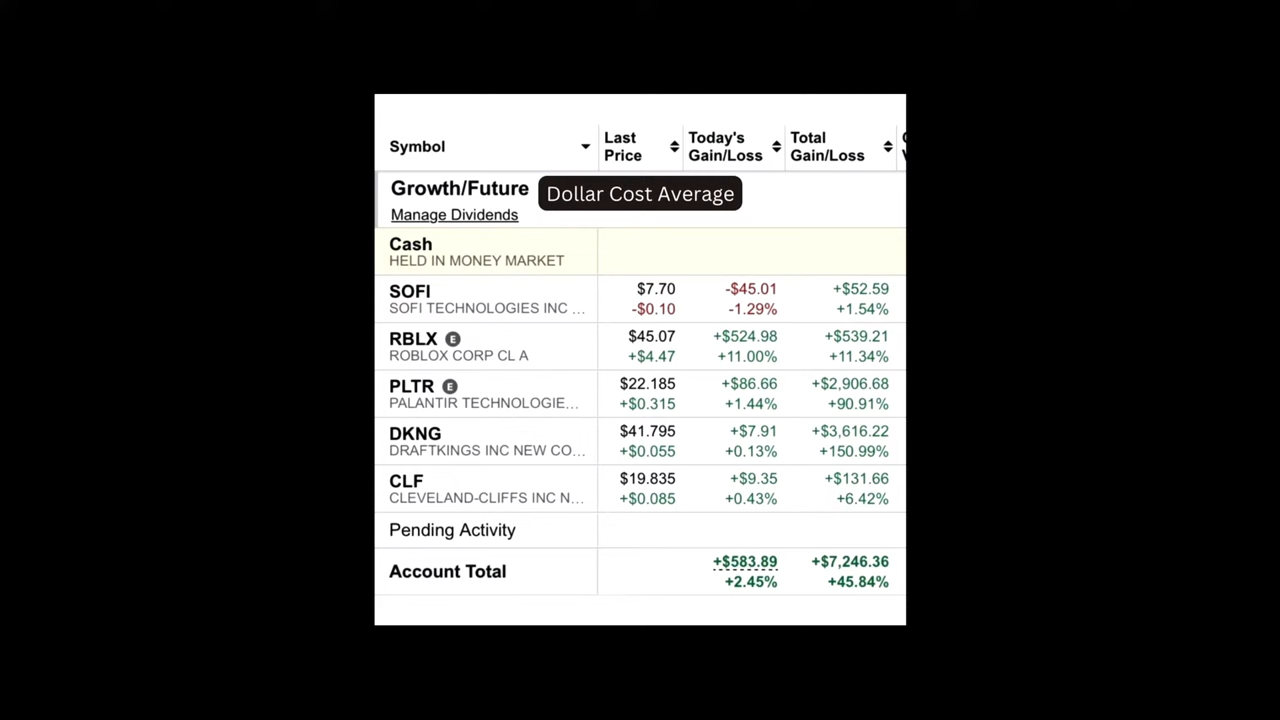 Symbol
Last Price
Today's Gain/Loss
Total Gain/Loss
Growth/Future
Dollar Cost Average
Manage Dividends
Cash
HELD IN MONEY MARKET
SOFI $7.70 -$45.01 +$52.59
SOFI TECHNOLOGIES INC ... -$0.10 -1.29% +1.54%
RBLX E $45.07 +$524.98 +$539.21
ROBLOX CORP CL A +$4.47 +11.00% +11.34%
PLTR E $22.185 +$86.66 +$2,906.68
PALANTIR TECHNOLOGIE... +$0.315 +1.44% +90.91%
DKNG $41.795 +$7.91 +$3,616.22
DRAFTKINGS INC NEW CO... +$0.055 +0.13% +150.99%
CLF $19.835 +$9.35 +$131.66
CLEVELAND-CLIFFS INC N... +$0.085 +0.43% +6.42%
Pending Activity
Account Total +$583.89 +$7,246.36
+2.45% +45.84%